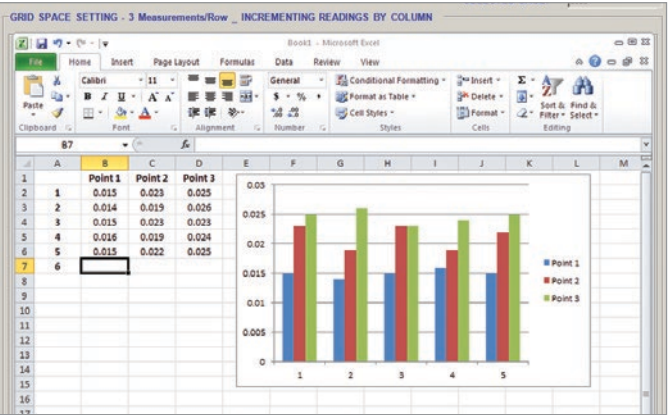 GRID SPACE SETTING - 3 Measurements/Row _ INCREMENTING READINGS BY COLUMN
Book1 - Microsoft Excel
File Home Insert Page Layout Formulas Data Review View
Paste
Calibri 11
B I U A A
General
$ % ,
Conditional Formatting
Format as Table
Cell Styles
Insert
Delete
Format
Σ
Sort & Filter
Find & Select
Clipboard Font Alignment Number Styles Cells Editing
B7 fx
A B C D E F G H I J K L M
1 Point 1 Point 2 Point 3
2 1 0.015 0.023 0.025
3 2 0.014 0.019 0.026
4 3 0.015 0.023 0.023
5 4 0.016 0.019 0.024
6 5 0.015 0.022 0.025
7 6
8
9
10
11
12
13
14
15
16
17
0.03
0.025
0.02
0.015
0.01
0.005
0
1 2 3 4 5
Point 1
Point 2
Point 3